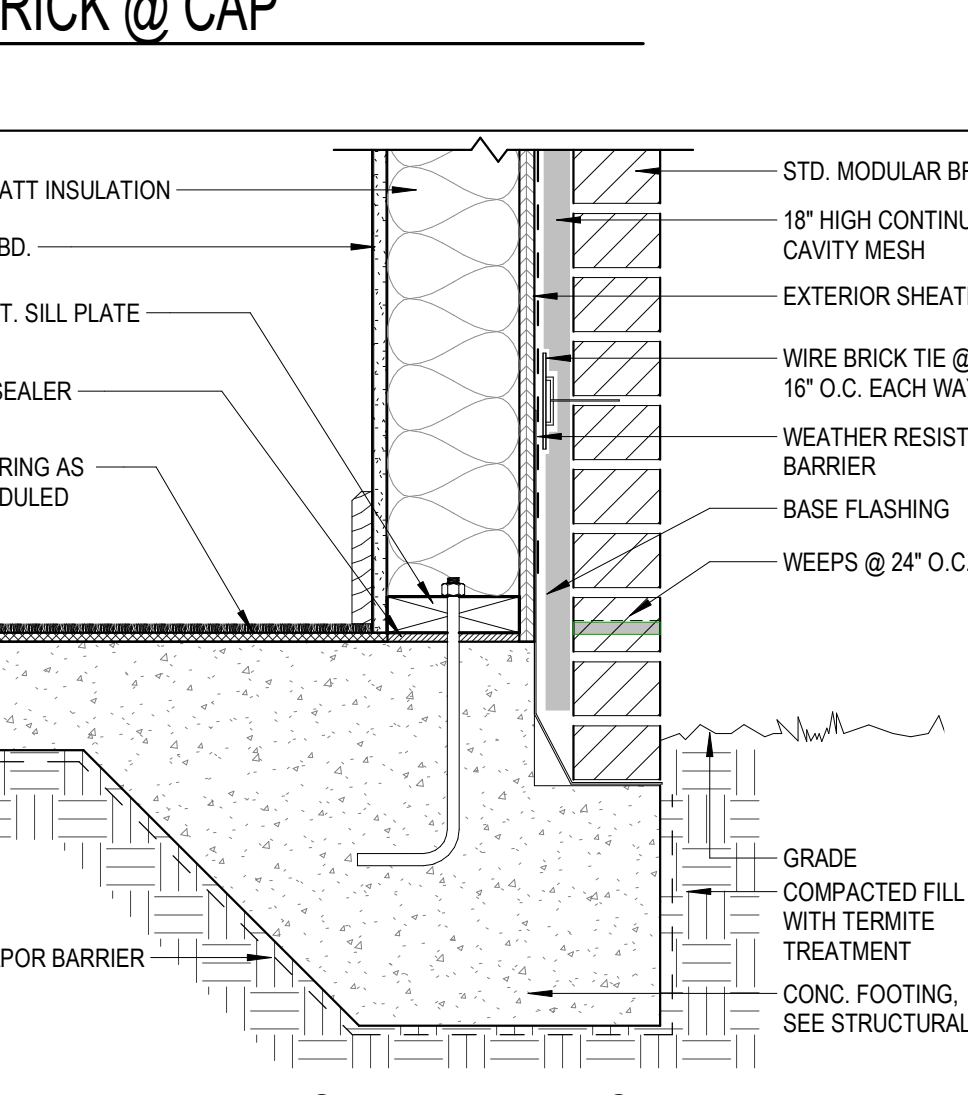 RICK @ CAP
ATT INSULATION
BD.
T. SILL PLATE
SEALER
RING AS
DULED
POR BARRIER
STD. MODULAR BR
18" HIGH CONTINU
CAVITY MESH
EXTERIOR SHEAT
WIRE BRICK TIE @
16" O.C. EACH WA
WEATHER RESIST
BARRIER
BASE FLASHING
WEEPS @ 24" O.C.
GRADE
COMPACTED FILL
WITH TERMITE
TREATMENT
CONC. FOOTING,
SEE STRUCTURAL